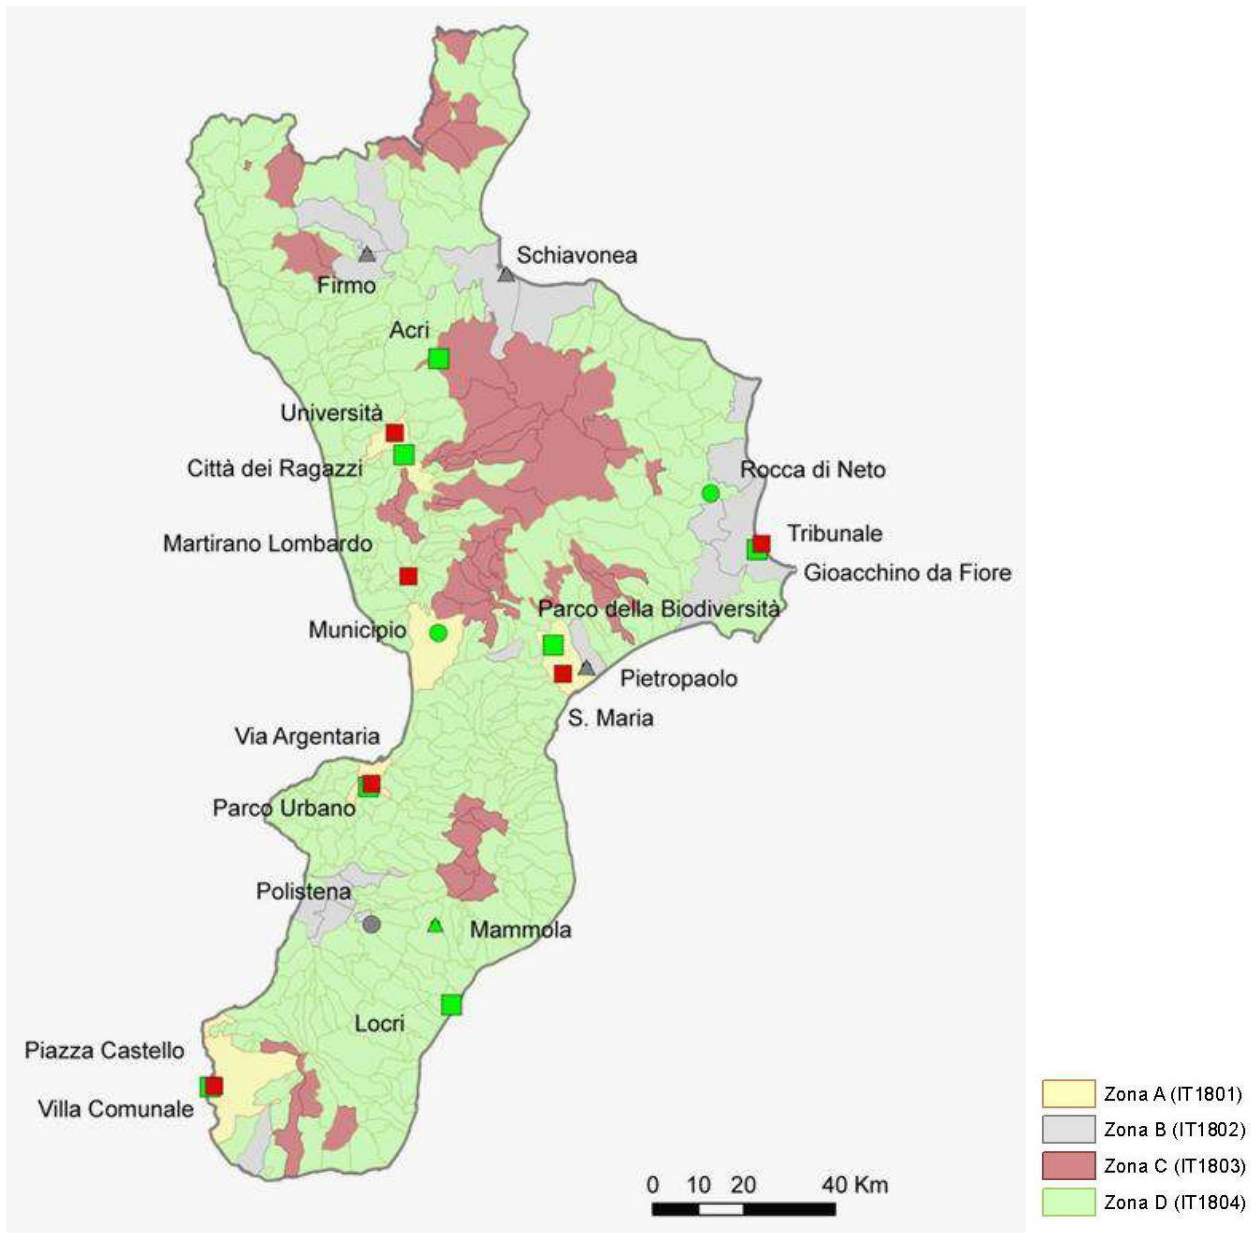 Schiavonea
Firmo
Acri
Università
Città dei Ragazzi
Rocca di Neto
Tribunale
Martirano Lombardo
Gioacchino da Fiore
Parco della Biodiversità
Municipio
Pietropaolo
S. Maria
Via Argentaria
Parco Urbano
Polistena
Mammola
Locri
Piazza Castello
Villa Comunale
0 10 20 40 Km
Zona A (IT1801)
Zona B (IT1802)
Zona C (IT1803)
Zona D (IT1804)